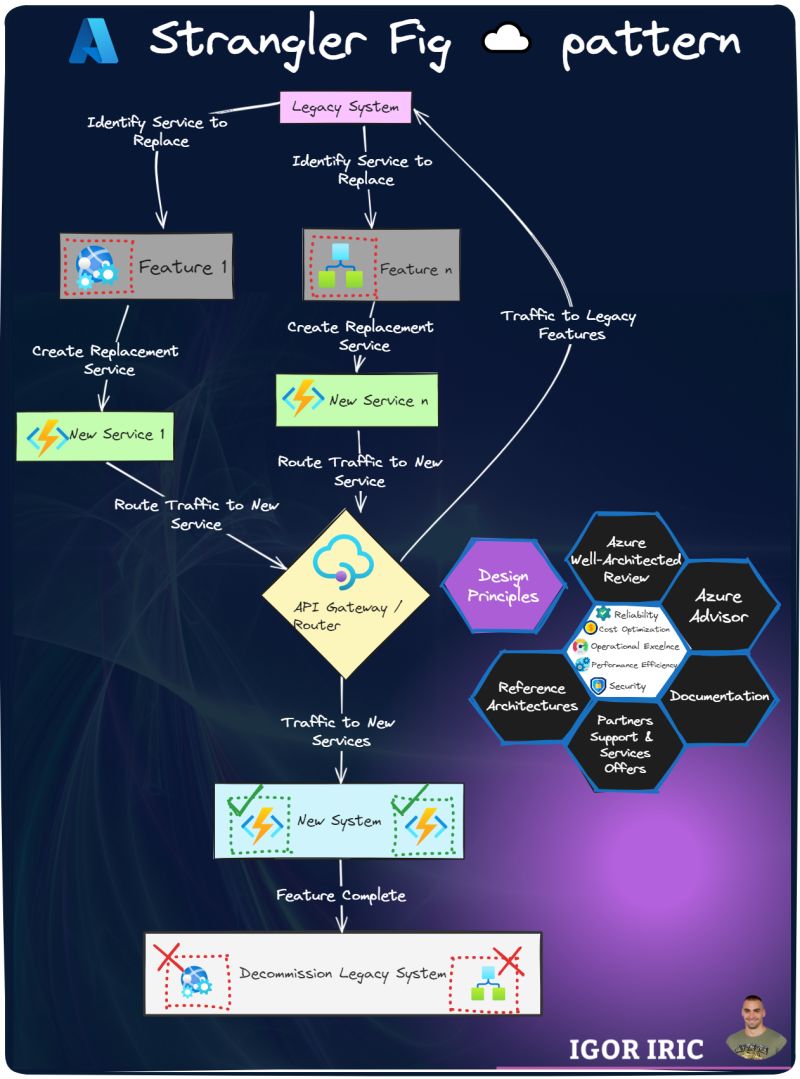 Strangler Fig pattern
Legacy System
Identify Service to
Replace
Identify Service to
Replace
Feature 1
Feature n
Traffic to Legacy
Features
Create Replacement
Service
Create Replacement
Service
New Service 1
New Service n
Route Traffic to New
Service
Route Traffic to New
Service
API Gateway /
Router
Design
Principles
Azure
Well-Architected
Review
Azure
Advisor
Reliability
Cost Optimization
Operational Excelnce
Performance Efficiency
Security
Reference
Architectures
Documentation
Partners
Support &
Services
Offers
Traffic to New
Services
New System
Feature Complete
Decommission Legacy System
IGOR IRIC